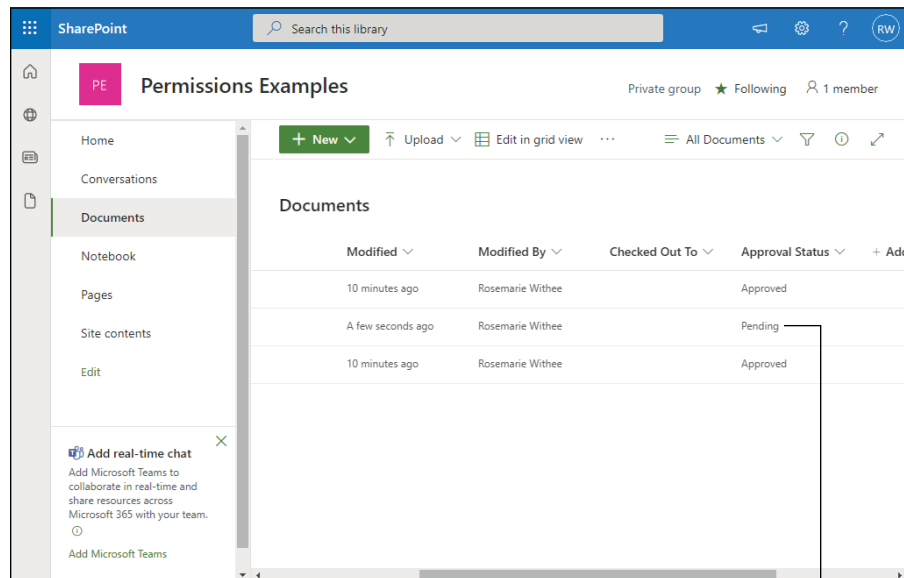 SharePoint
Search this library
RW
PE
Permissions Examples
Private group
Following
1 member
Home
Conversations
Documents
Notebook
Pages
Site contents
Edit
New
Upload
Edit in grid view
All Documents
Documents
Modified Modified By Checked Out To Approval Status + Add
10 minutes ago Rosemarie Withee Approved
A few seconds ago Rosemarie Withee Pending
10 minutes ago Rosemarie Withee Approved
Add real-time chat
Add Microsoft Teams to
collaborate in real-time and
share resources across
Microsoft 365 with your team.
Add Microsoft Teams